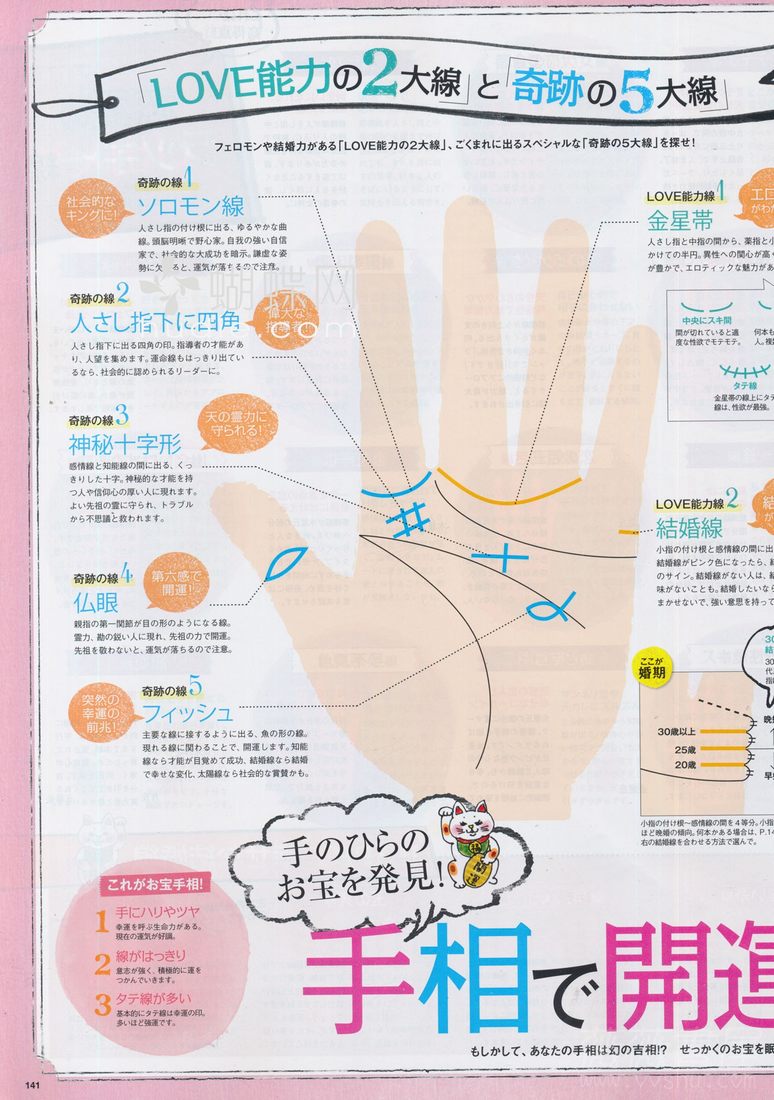 「LOVE能力の2大線」と「奇跡の5大線」
フェロモンや結婚力がある「LOVE能力の2大線」、ごくまれに出るスペシャルな「奇跡の5大線」を探せ!
社会的な
キングに!
奇跡の線1
ソロモン線
人さし指の付け根に出る、ゆるやかな曲
線。頭脳明晰で野心家。自我の強い自信
家で、社会的な大成功を暗示。謙虚な姿
勢に欠けると、運気が落ちるので注意。
奇跡の線2
人さし指下に四角
偉大な
指導者
人さし指下に出る四角の印。指導者の才能があ
り、人望を集めます。運命線もはっきり出てい
るなら、社会的に認められるリーダーに。
奇跡の線3
神秘十字形
天の霊力に
守られる!
感情線と知能線の間に出る、くっ
きりした十字。神秘的な才能を持
つ人や信仰心の厚い人に現れます。
よい先祖の霊に守られ、トラブル
から不思議と救われます。
奇跡の線4
仏眼
第六感で
開運!
親指の第一関節が目の形のようになる線。
霊力、勘の鋭い人に現れ、先祖の力で開運。
先祖を敬わないと、運気が落ちるので注意。
突然の
幸運の
前兆!
奇跡の線5
フィッシュ
主要な線に接するように出る、魚の形の線。
現れる線に関わることで、開運します。知能
線なら才能が目覚めて成功、結婚線なら結婚
で幸せな変化、太陽線なら社会的な賞賛かも。
LOVE能力線1
金星帯
エロ
がわか
人さし指と中指の間から、薬指と小
かけての半円。異性への関心が高く
が豊かで、エロティックな魅力があ
中央にスキ間
間が切れていると適
度な性欲でモテモテ。
何本も
人。複雑
タテ線
金星帯の線上にタテ
線は、性欲が最強。
LOVE能力線2
結婚線
結
が
小指の付け根と感情線の間に出
結婚線がピンク色になったら、結
のサイン。結婚線がない人は、結
味がないことも。結婚したいなら
まかせないで、強い意思を持って
ここが
婚期
30
結
30
代
指
晩婚
30歳以上
25歳
20歳
早婚
小指の付け根〜感情線の間を4等分。小指
ほど晩婚の傾向。何本かある場合は、P.14
右の結婚線を合わせる方法で選んで。
手のひらの
お宝を発見!
開運
これがお宝手相!
1 手にハリやツヤ
幸運を呼ぶ生命力がある。
現在の運気が好調。
2 線がはっきり
意志が強く、積極的に運を
つかんでいきます。
3 タテ線が多い
基本的にタテ線は幸運の印。
多いほど強運です。
手相で開運
もしかして、あなたの手相は幻の吉相!? せっかくのお宝を眠
141
蝴蝶网
www.vvshu.com